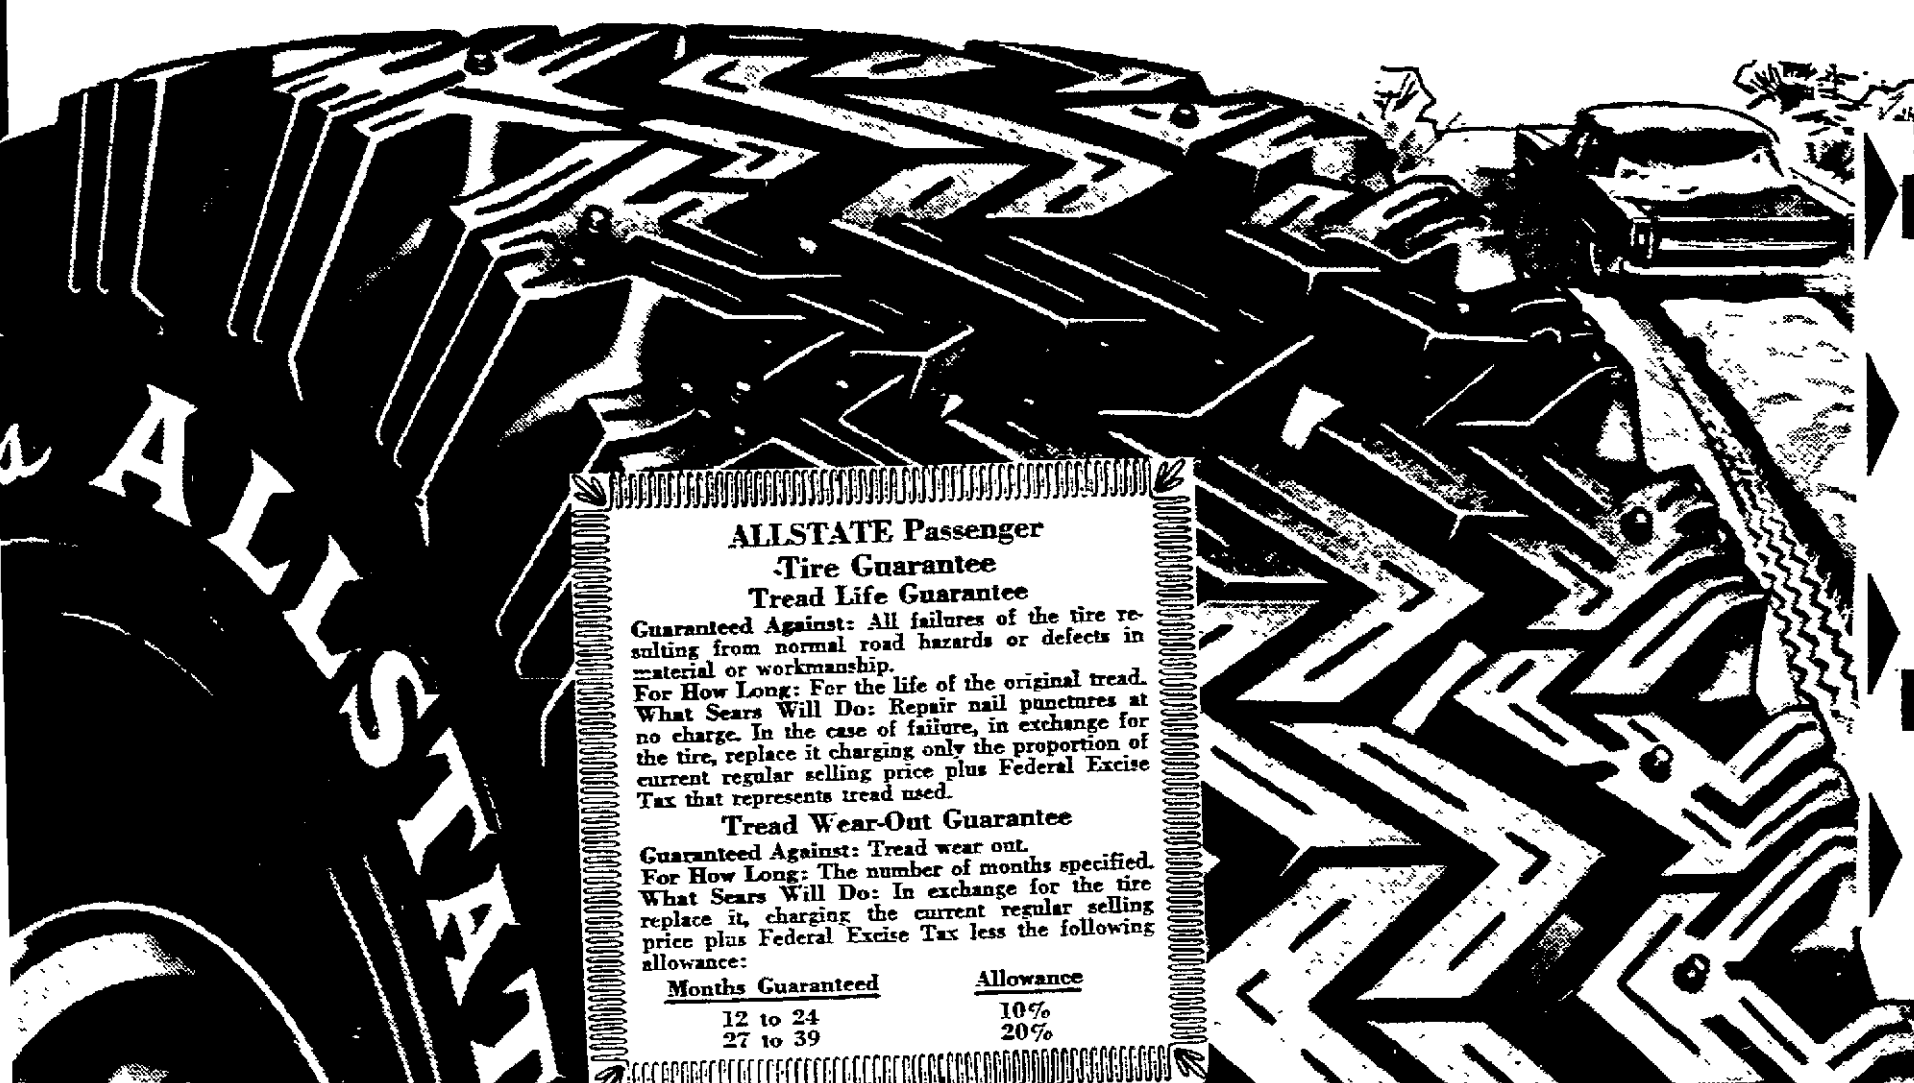 s ALLSTATE
ALLSTATE Passenger
Tire Guarantee
Tread Life Guarantee
Guaranteed Against: All failures of the tire re-
sulting from normal road hazards or defects in
material or workmanship.
For How Long: For the life of the original tread.
What Sears Will Do: Repair nail punctures at
no charge. In the case of failure, in exchange for
the tire, replace it charging only the proportion of
current regular selling price plus Federal Excise
Tax that represents tread used.
Tread Wear-Out Guarantee
Guaranteed Against: Tread wear out.
For How Long: The number of months specified.
What Sears Will Do: In exchange for the tire
replace it, charging the current regular selling
price plus Federal Excise Tax less the following
allowance:
Months Guaranteed Allowance
12 to 24 10%
27 to 39 20%